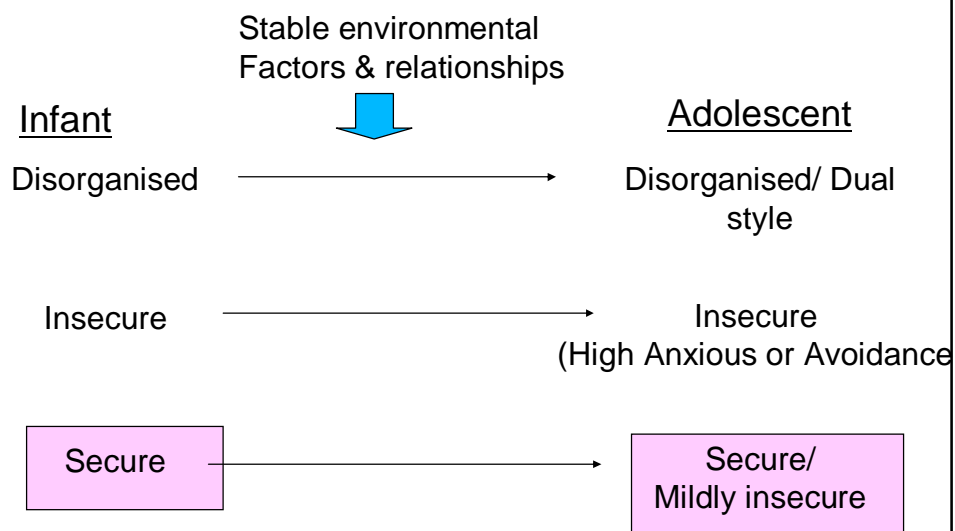 Stable environmental
Factors & relationships
Infant
Adolescent
Disorganised
Disorganised/ Dual
style
Insecure
Insecure
(High Anxious or Avoidance
Secure
Secure/
Mildly insecure